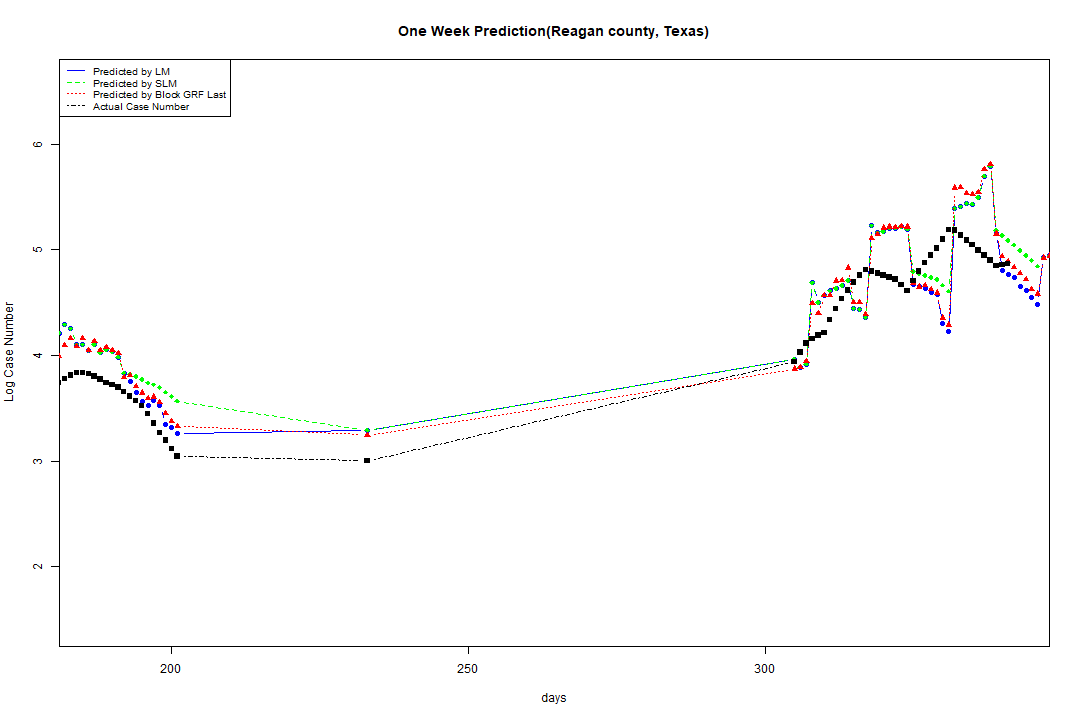 One Week Prediction(Reagan county, Texas)
Predicted by LM
Predicted by SLM
Predicted by Block GRF Last
Actual Case Number
6
5
4
3
2
Log Case Number
200
250
300
days